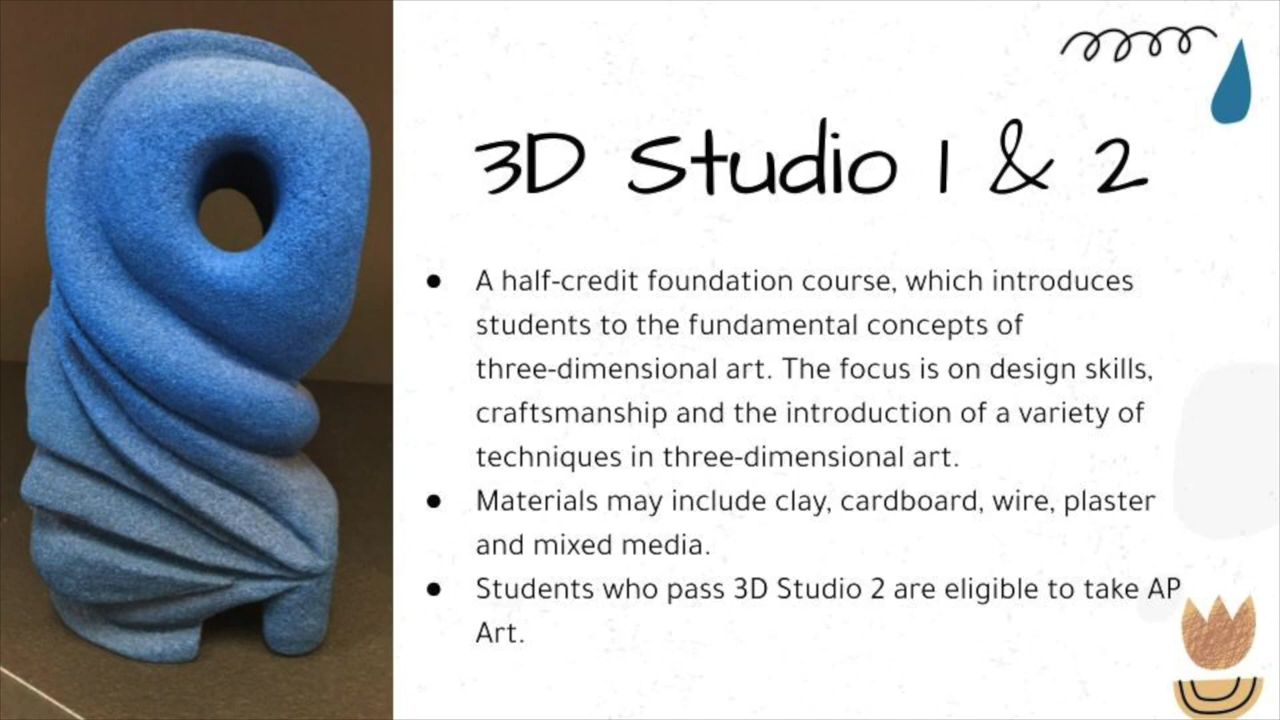 3D Studio 1 & 2
● A half-credit foundation course, which introduces
students to the fundamental concepts of
three-dimensional art. The focus is on design skills,
craftsmanship and the introduction of a variety of
techniques in three-dimensional art.
● Materials may include clay, cardboard, wire, plaster
and mixed media.
● Students who pass 3D Studio 2 are eligible to take AP
Art.